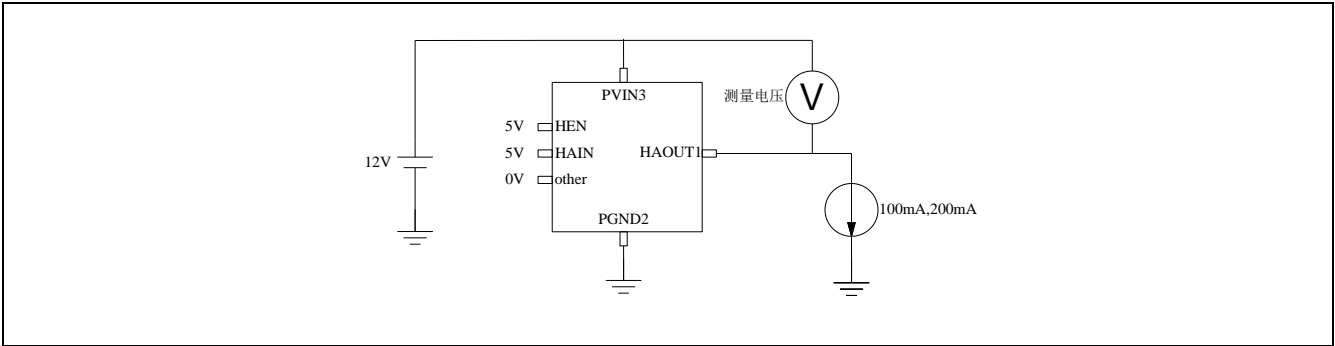 PVIN3
测量电压
V
5V
HEN
5V
HAIN
HAOUT1
12V
0V
other
100mA,200mA
PGND2